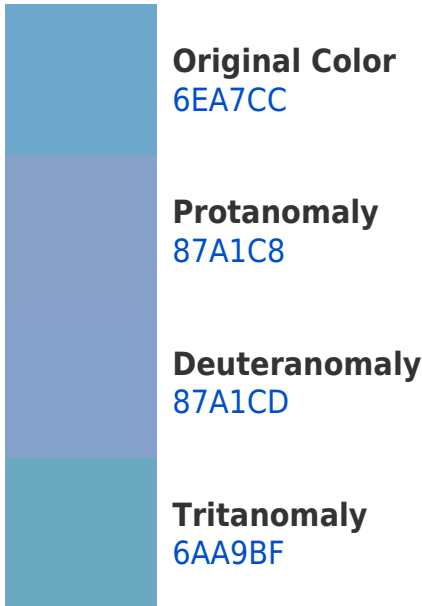 Original Color
6EA7CC
Protanomaly
87A1C8
Deuteranomaly
87A1CD
Tritanomaly
6AA9BF